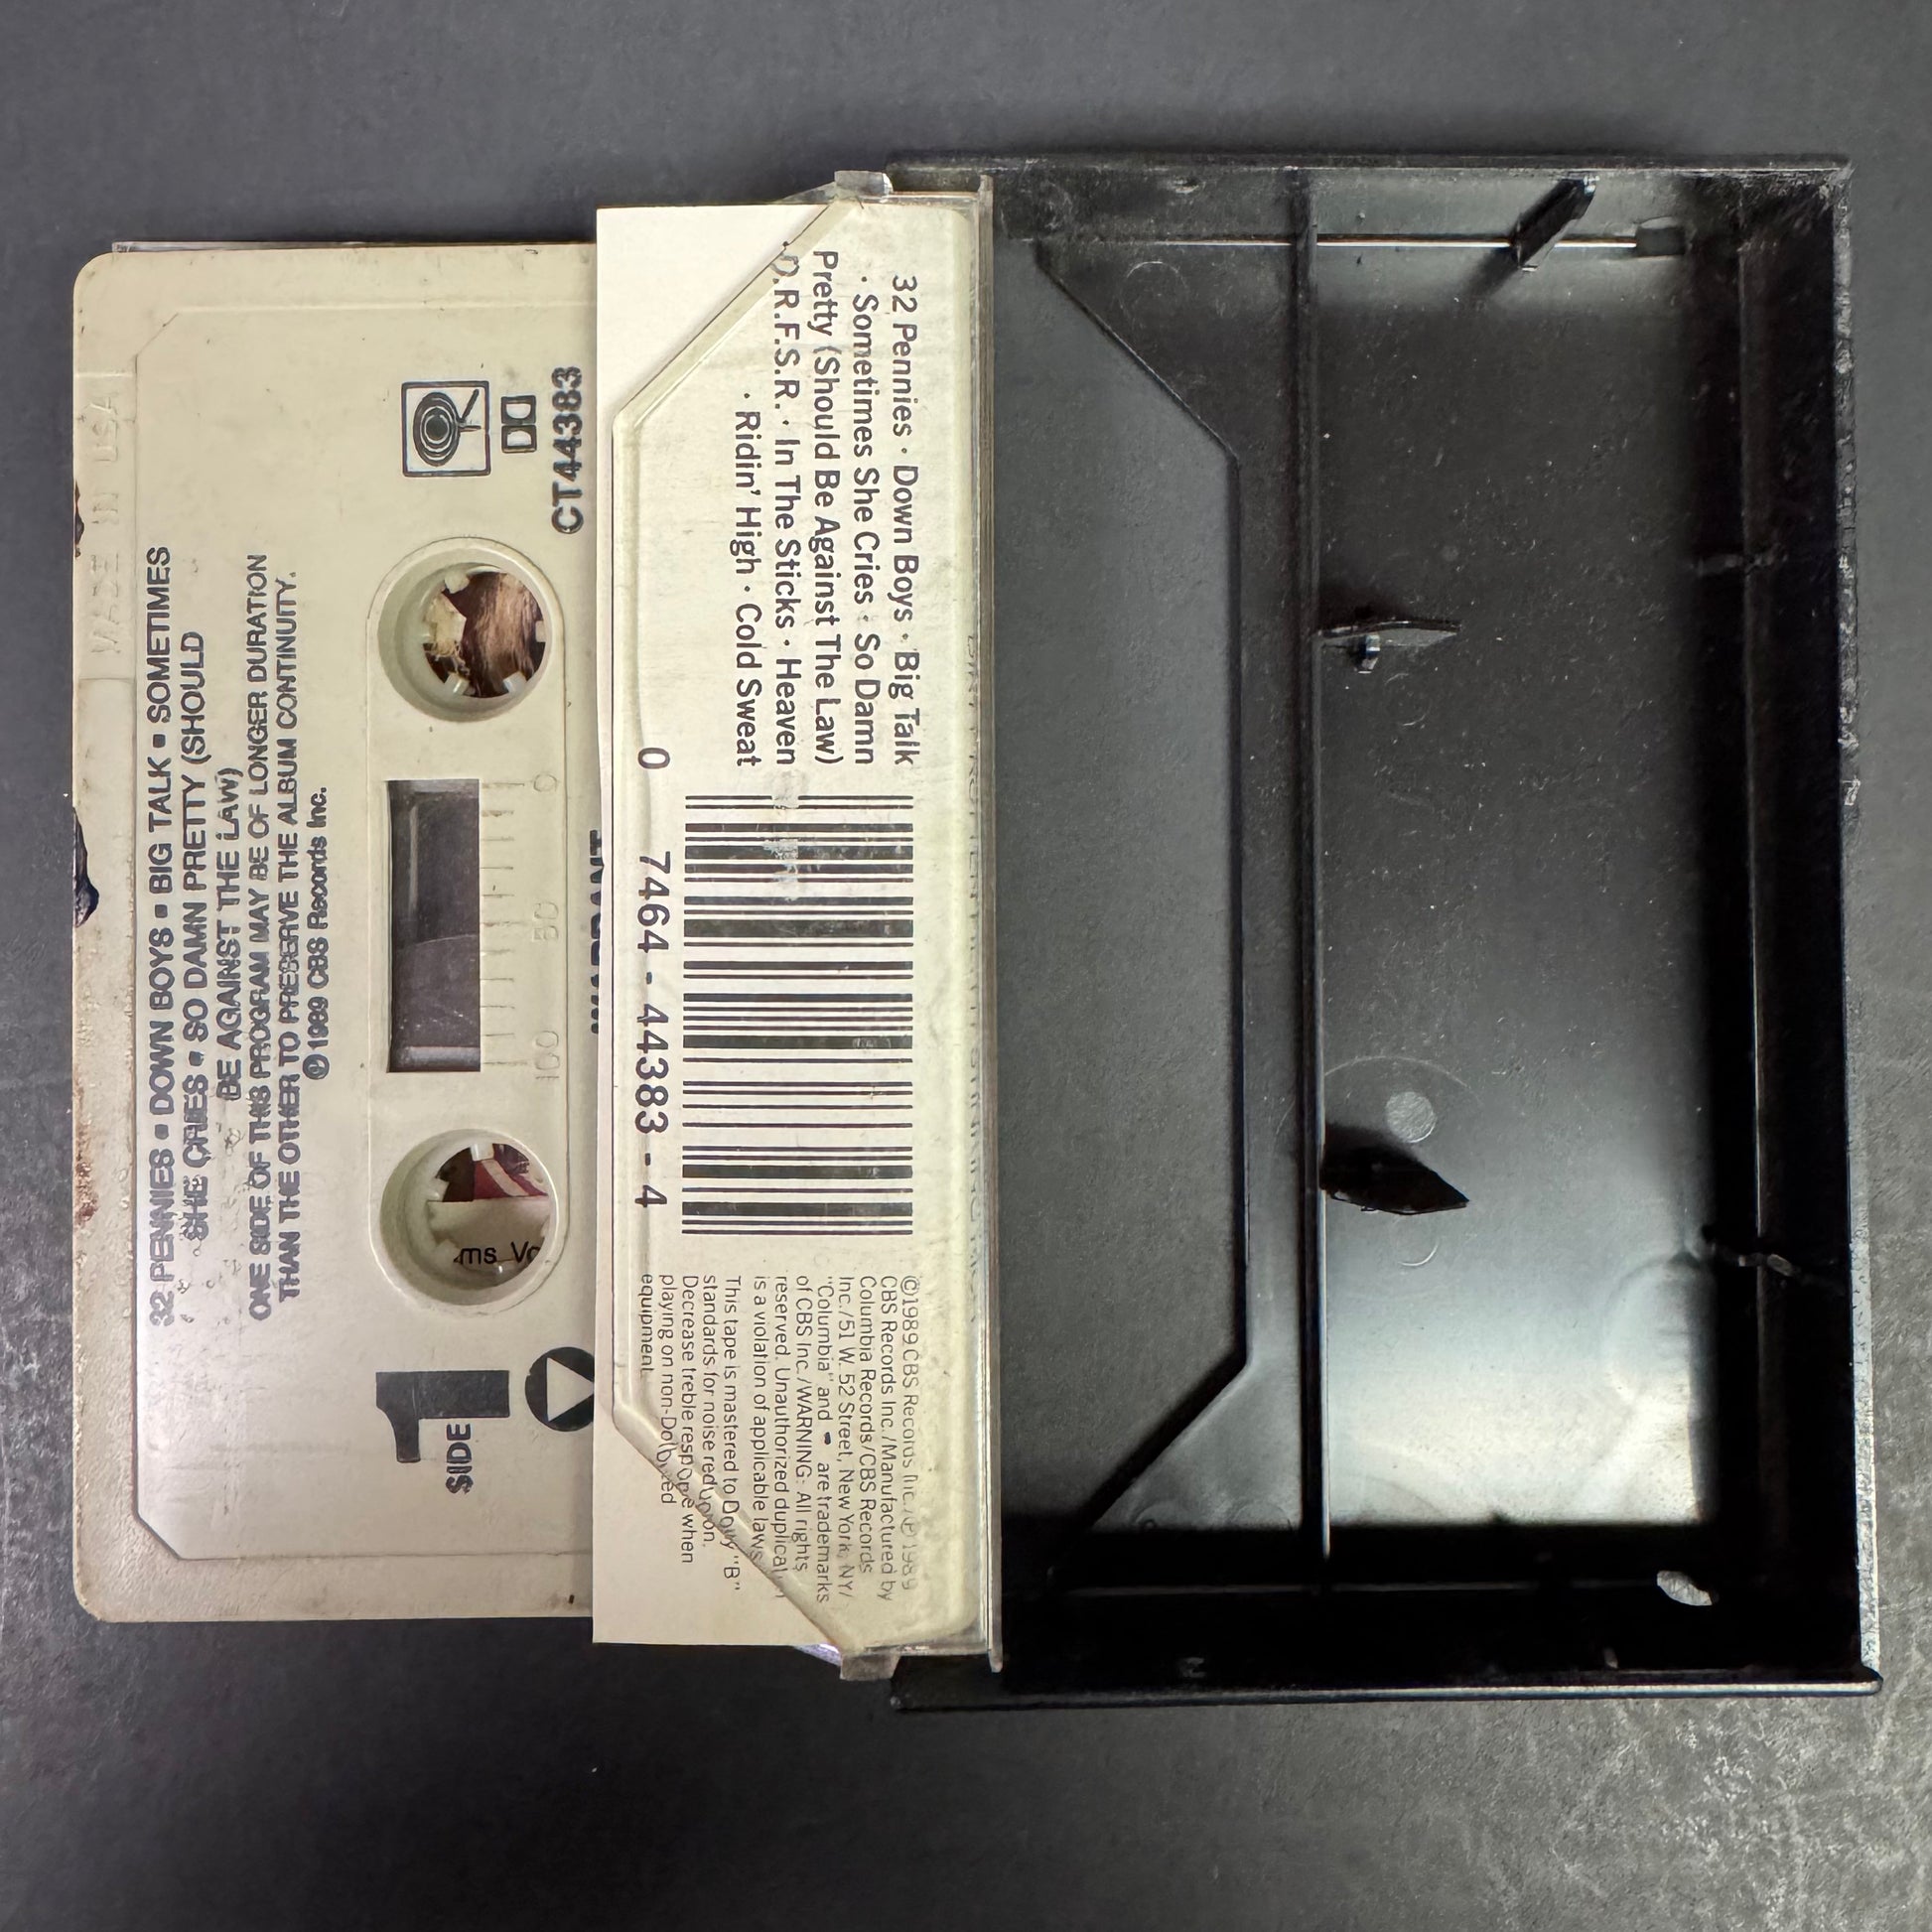 32 Pennies · Down Boys · Big Talk
· Sometimes She Cries · So Damn
Pretty (Should Be Against The Law)
· D.R.F.S.R. · In The Sticks · Heaven
· Ridin' High · Cold Sweat
0 7464-44383-4
©1989 CBS Records Inc./℗ 1989
CBS Records Inc./Manufactured by
Columbia Records/CBS Records
Inc./51 W. 52 Street, New York, NY/
"Columbia" and are trademarks
of CBS Inc./WARNING: All rights
reserved. Unauthorized duplication
is a violation of applicable laws.
This tape is mastered to Dolby "B"
standards for noise reduction.
Decrease treble response when
playing on non-Dolbyized
equipment.
CT44383
SIDE
1
0 50 100
32 PENNIES ▪ DOWN BOYS ▪ BIG TALK ▪ SOMETIMES
SHE CRIES ▪ SO DAMN PRETTY (SHOULD
BE AGAINST THE LAW)
ONE SIDE OF THIS PROGRAM MAY BE OF LONGER DURATION
THAN THE OTHER TO PRESERVE THE ALBUM CONTINUITY.
℗ 1989 CBS Records Inc.
MADE IN USA